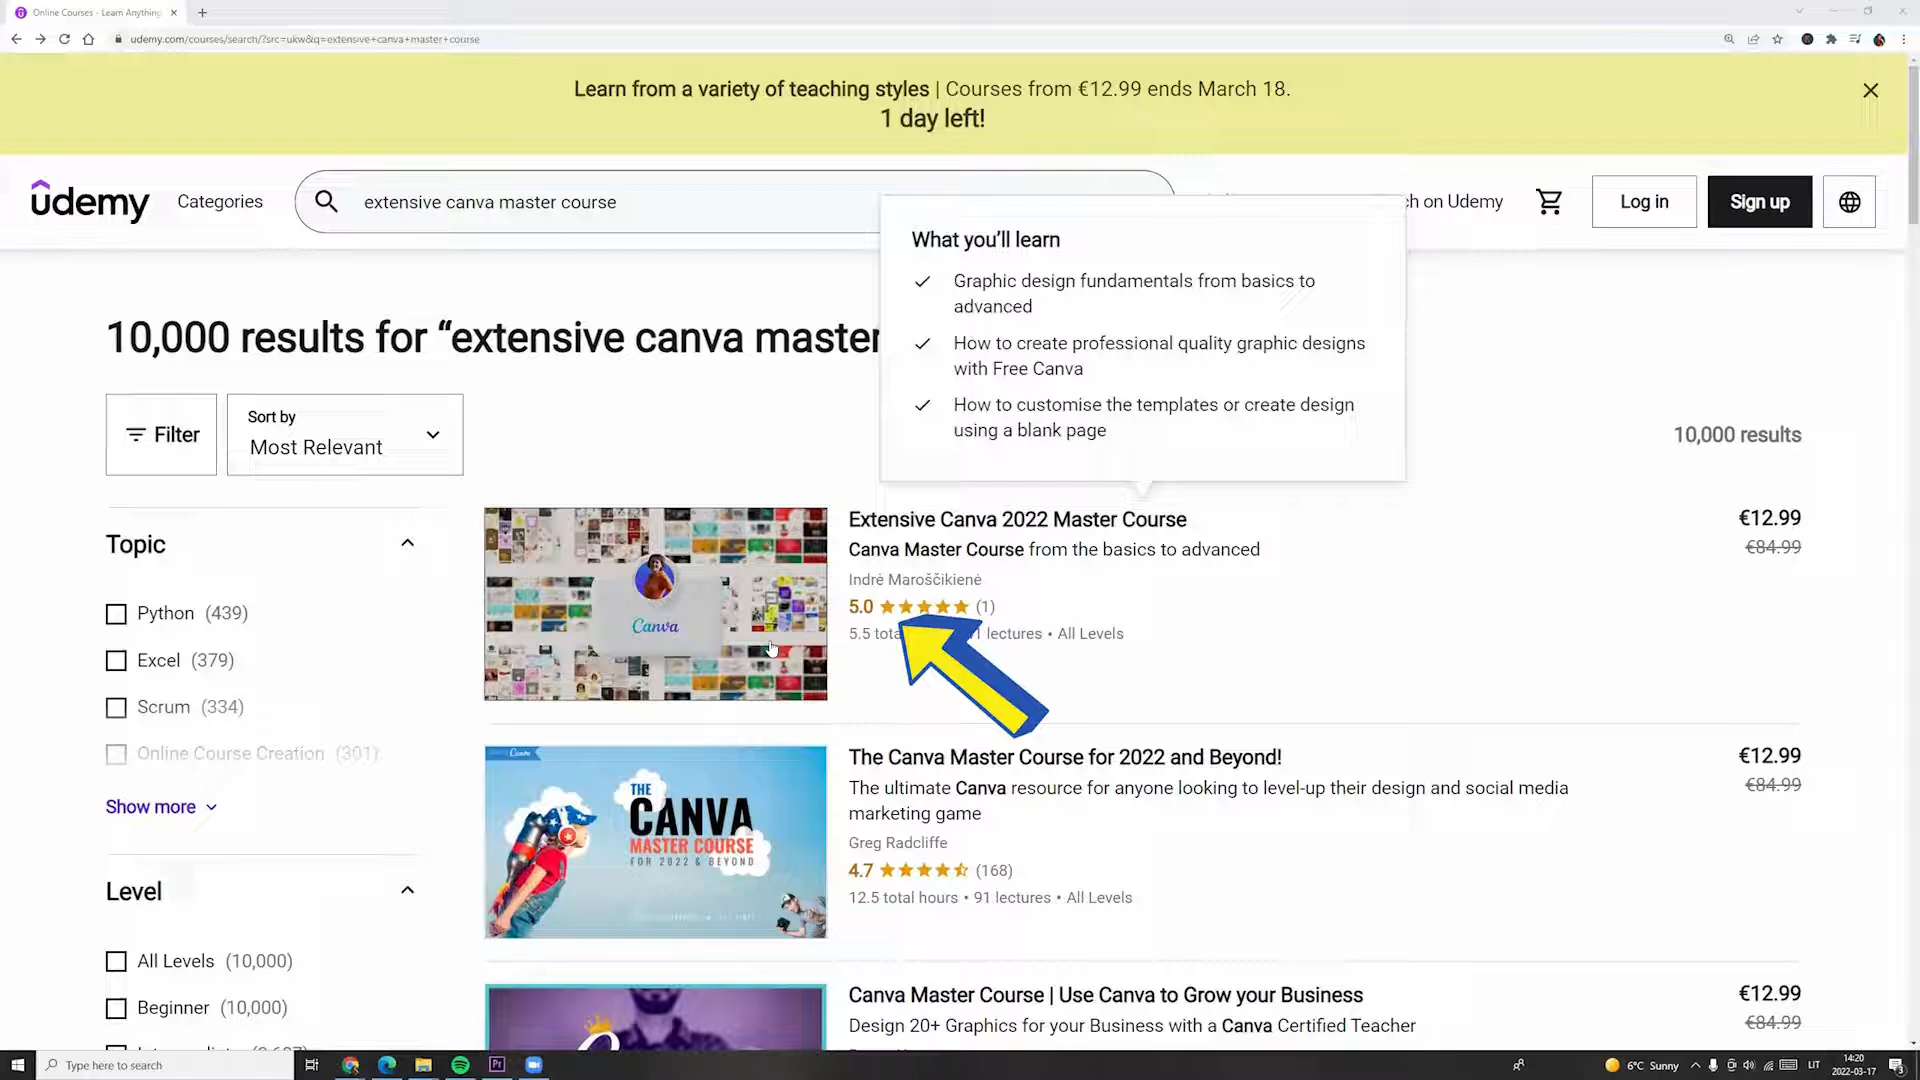 Online Courses - Learn Anything
udemy.com/courses/search/?src=ukw&q=extensive+canva+master+course
Learn from a variety of teaching styles | Courses from €12.99 ends March 18.
1 day left!
udemy
Categories
extensive canva master course
ch on Udemy
Log in
Sign up
What you’ll learn
Graphic design fundamentals from basics to
advanced
How to create professional quality graphic designs
with Free Canva
How to customise the templates or create design
using a blank page
10,000 results for “extensive canva master
Filter
Sort by
Most Relevant
10,000 results
Topic
Python (439)
Excel (379)
Scrum (334)
Online Course Creation (301)
Show more
Level
All Levels (10,000)
Beginner (10,000)
Canva
Extensive Canva 2022 Master Course
Canva Master Course from the basics to advanced
Indrė Maroščikienė
5.0 (1)
5.5 lectures • All Levels
€12.99
€84.99
Canva
THE
CANVA
MASTER COURSE
FOR 2022 & BEYOND
The Canva Master Course for 2022 and Beyond!
The ultimate Canva resource for anyone looking to level-up their design and social media
marketing game
Greg Radcliffe
4.7 (168)
12.5 total hours • 91 lectures • All Levels
€12.99
€84.99
Canva Master Course | Use Canva to Grow your Business
Design 20+ Graphics for your Business with a Canva Certified Teacher
€12.99
€84.99
Type here to search
Pr
6°C Sunny
LIT
14:20
2022-03-17
3